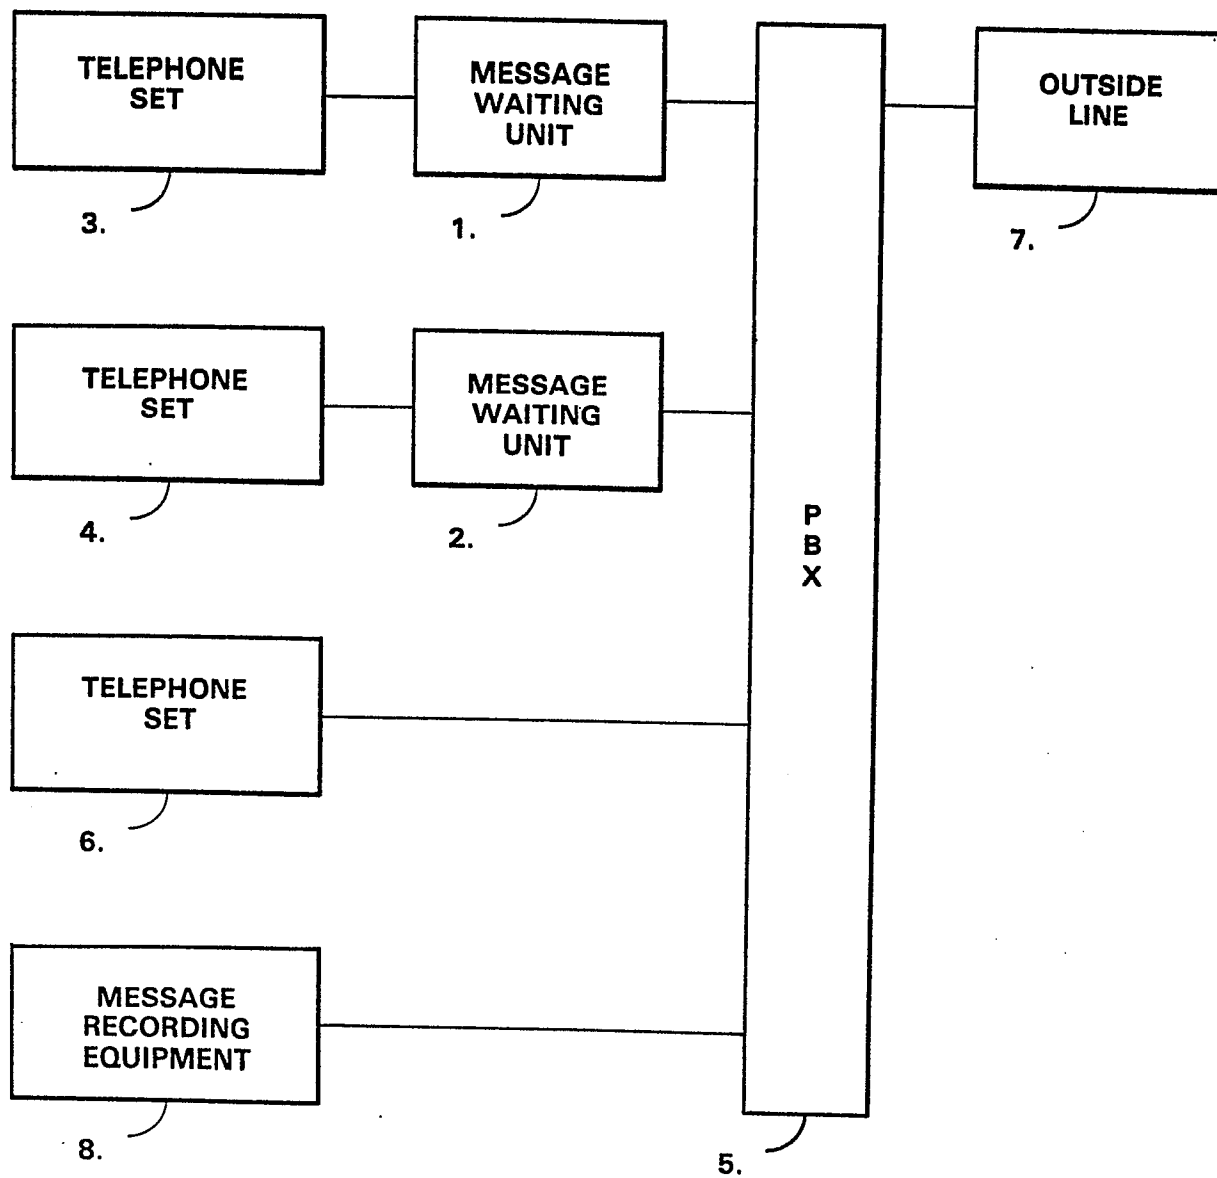 TELEPHONE
SET
3.
MESSAGE
WAITING
UNIT
1.
OUTSIDE
LINE
7.
TELEPHONE
SET
4.
MESSAGE
WAITING
UNIT
2.
P
B
X
5.
TELEPHONE
SET
6.
MESSAGE
RECORDING
EQUIPMENT
8.